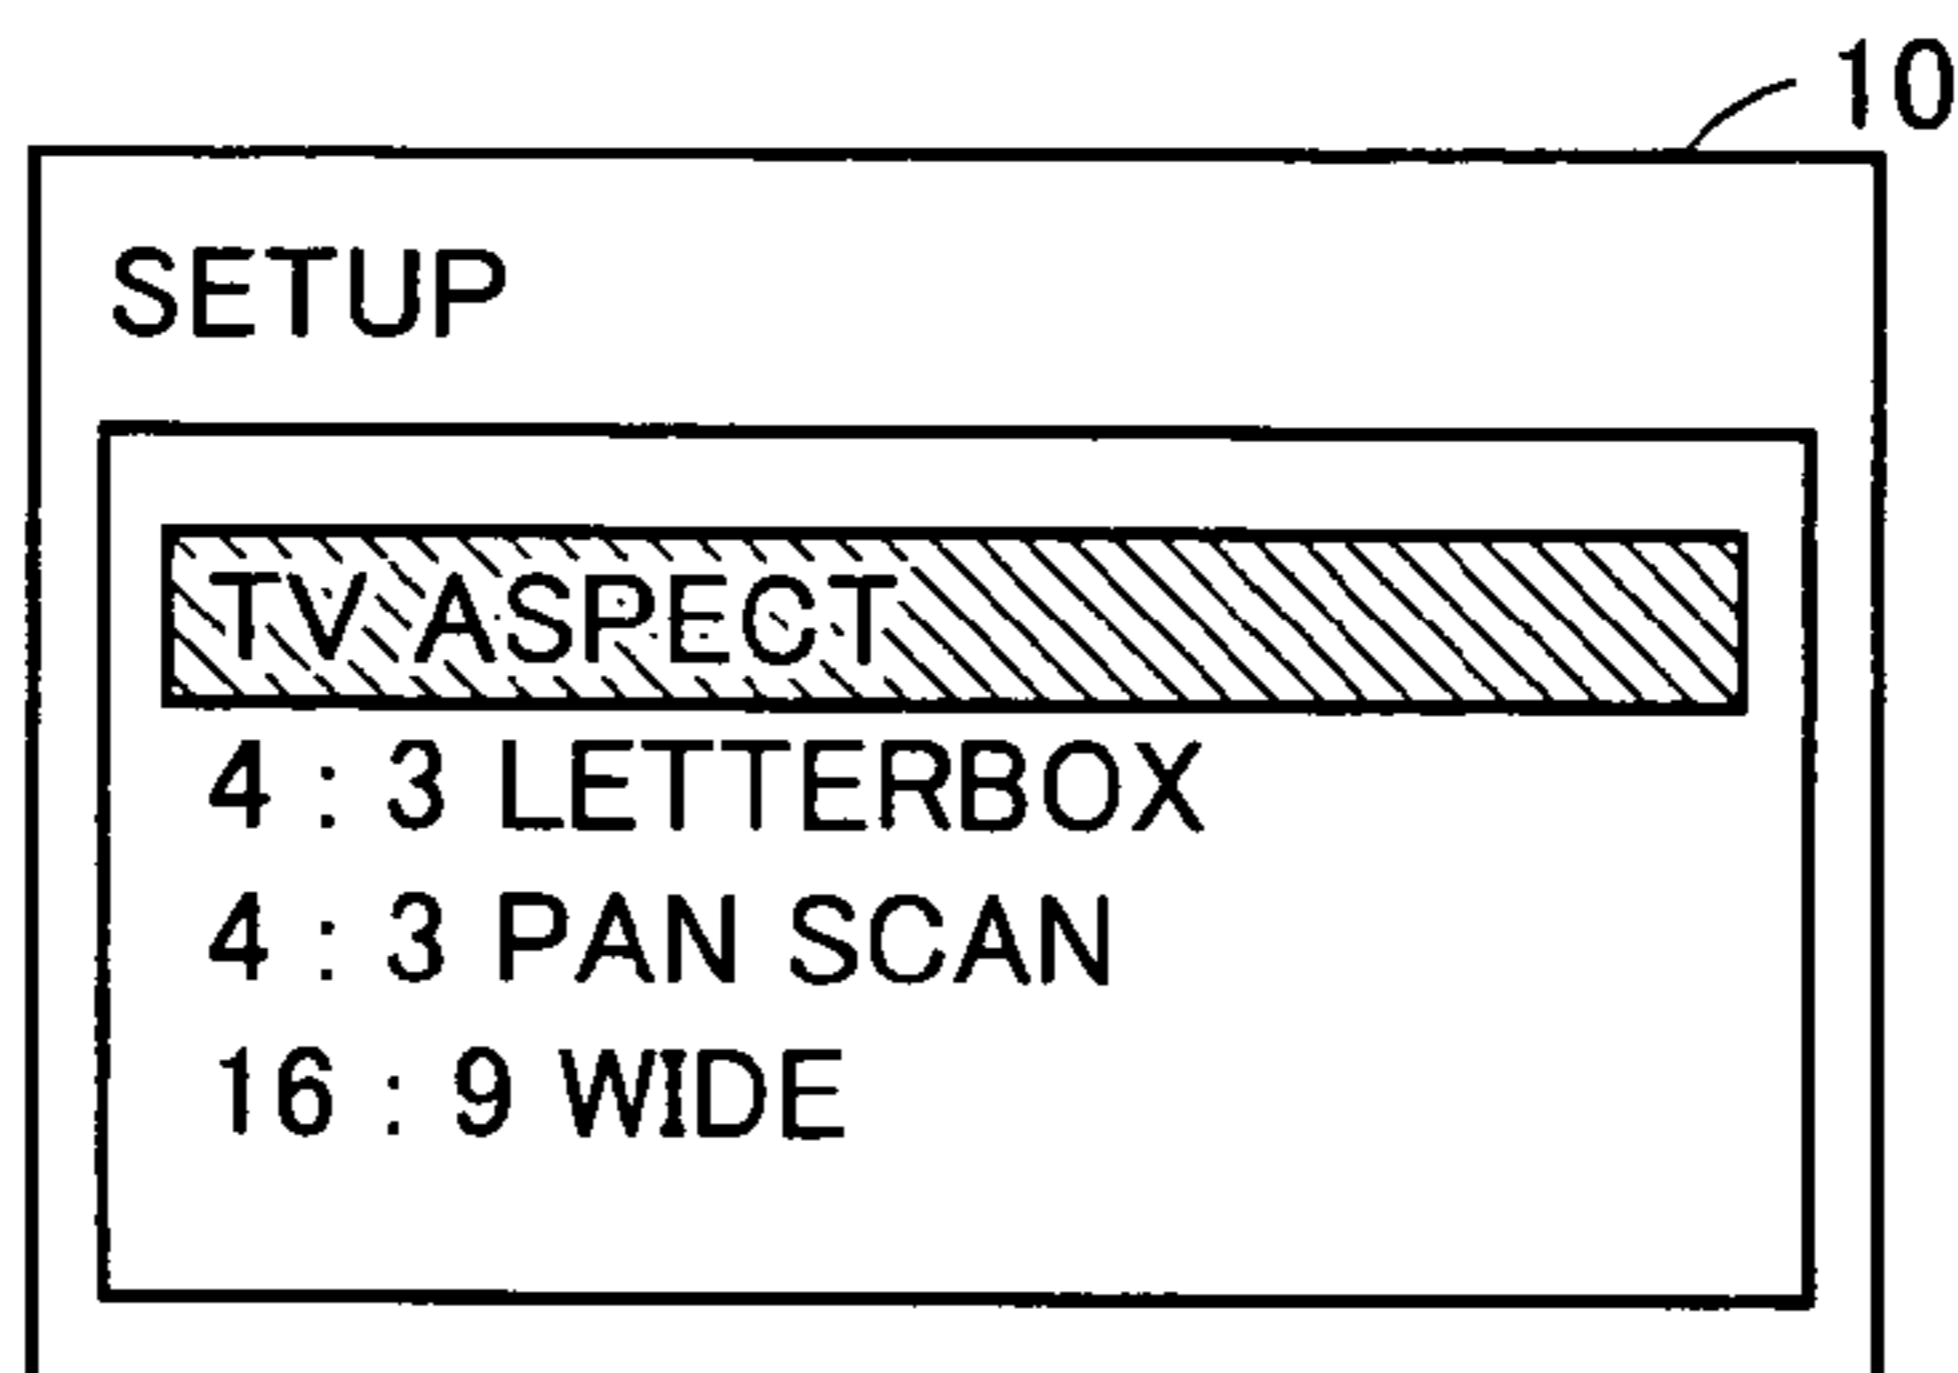 10
SETUP
TV ASPECT
4 : 3 LETTERBOX
4 : 3 PAN SCAN
16 : 9 WIDE